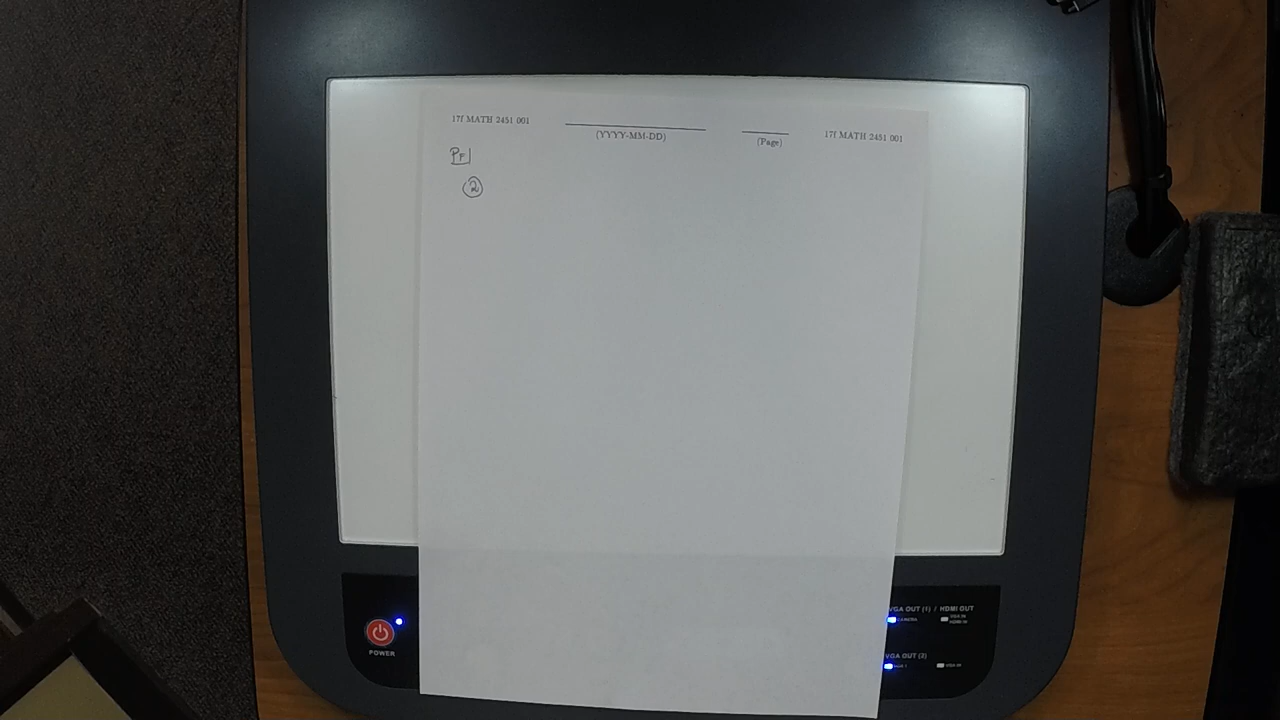 17f MATH 2451 001
(YYYY-MM-DD)
(Page)
17f MATH 2451 001
PF
2
POWER
VGA OUT (1) / HDMI OUT
CAMERA
VGA OUT (2)